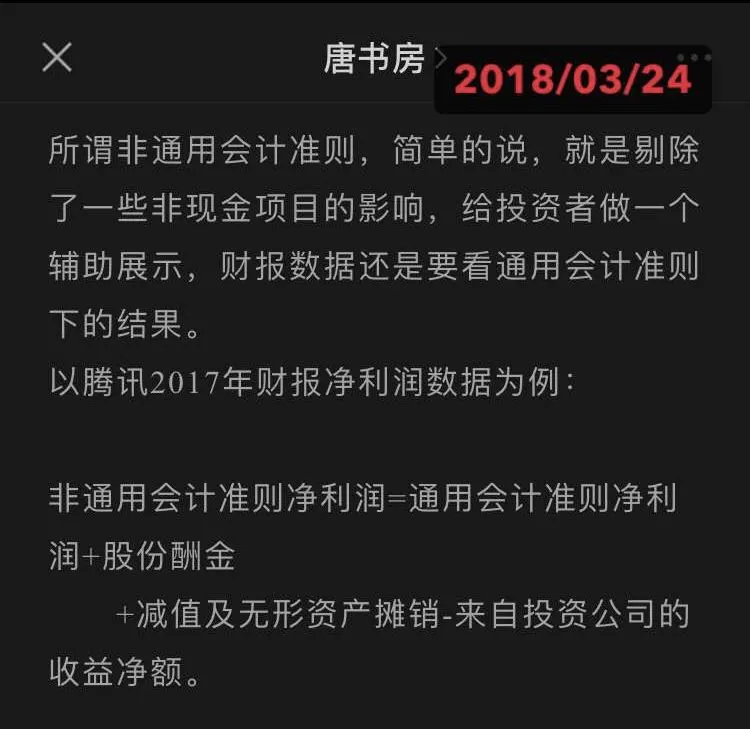 唐书房
2018/03/24
所谓非通用会计准则，简单的说，就是剔除
了一些非现金项目的影响，给投资者做一个
辅助展示，财报数据还是要看通用会计准则
下的结果。
以腾讯2017年财报净利润数据为例：
非通用会计准则净利润=通用会计准则净利
润+股份酬金
+减值及无形资产摊销-来自投资公司的
收益净额。